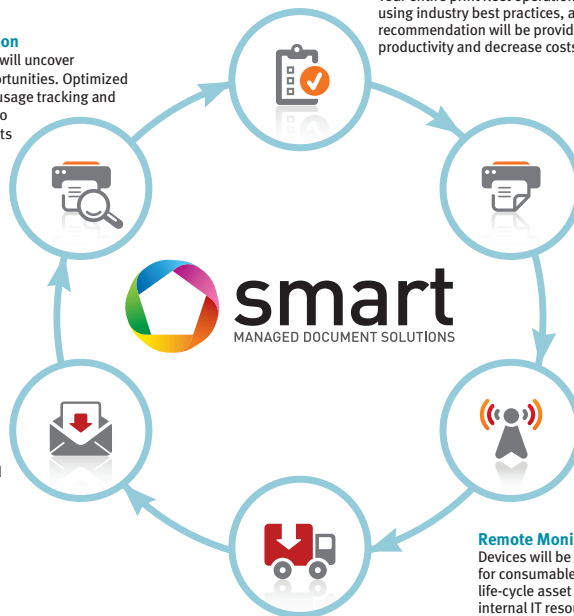 using industry best practices, a
recommendation will be provid
productivity and decrease costs
on
will uncover
ortunities. Optimized
usage tracking and
o
ts
smart
MANAGED DOCUMENT SOLUTIONS
Remote Moni
Devices will be
for consumable
life-cycle asset
internal IT resou